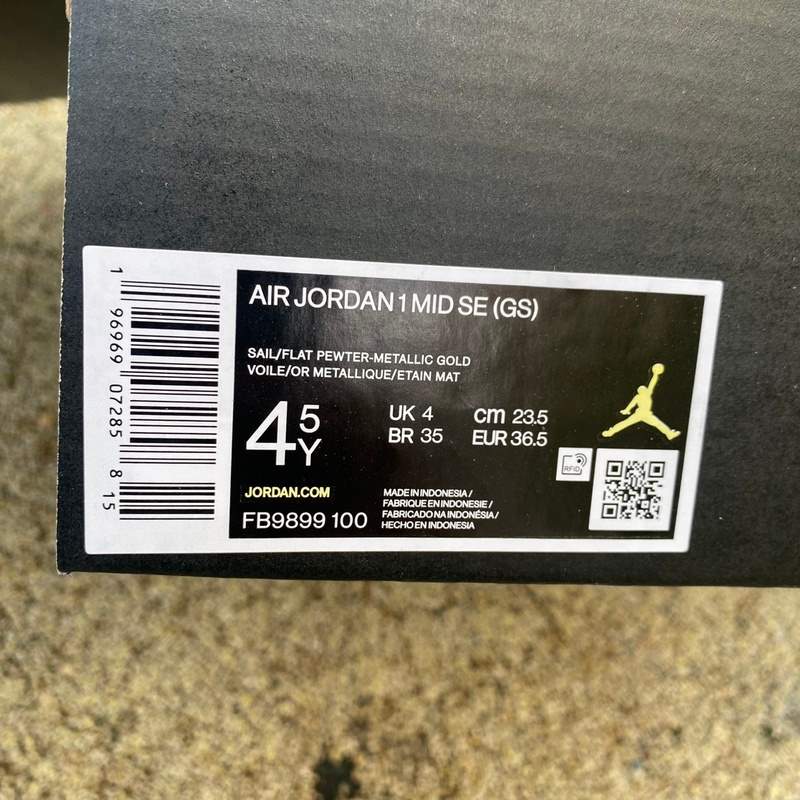 AIR JORDAN 1 MID SE (GS)
SAIL/FLAT PEWTER-METALLIC GOLD
VOILE/OR METALLIQUE/ETAIN MAT
4 5 Y
UK 4 cm 23.5
BR 35 EUR 36.5
RFID
JORDAN.COM
FB9899 100
MADE IN INDONESIA /
FABRIQUE EN INDONESIE /
FABRICADO NA INDONÉSIA /
HECHO EN INDONESIA
1 96969 07285 8 15